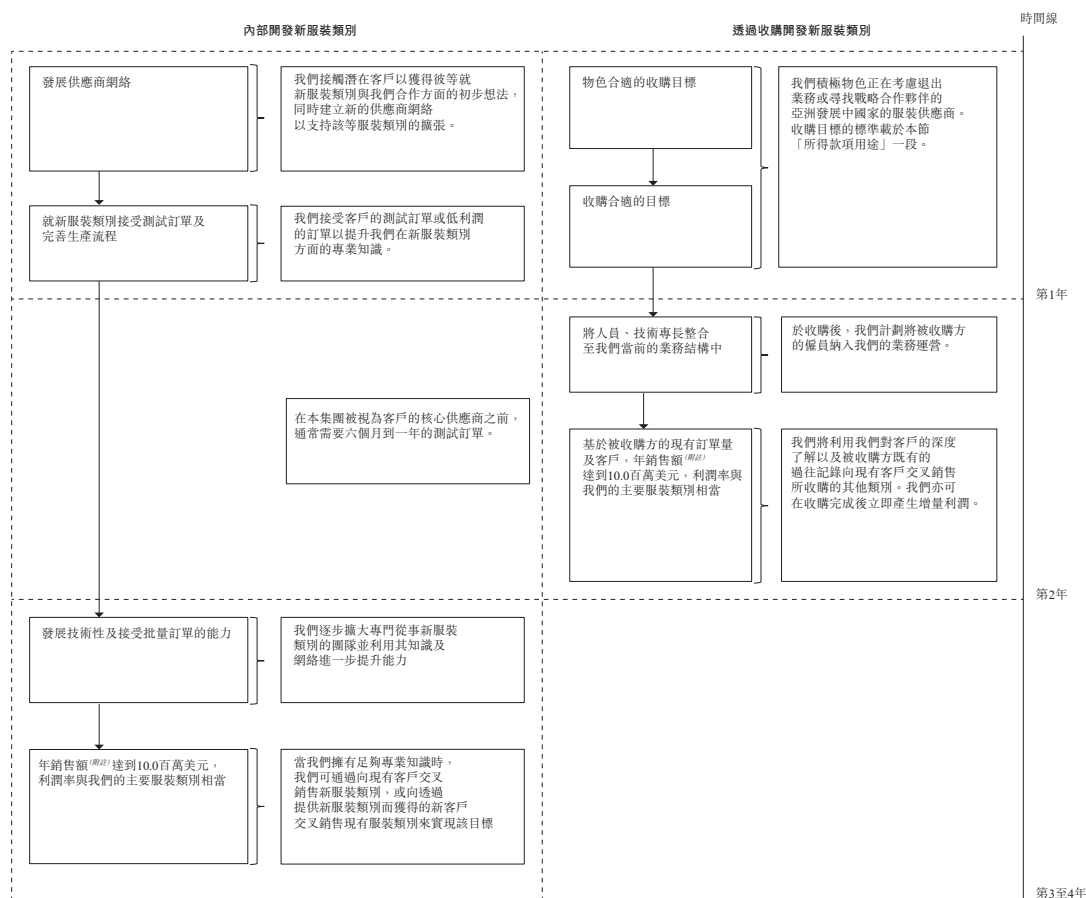 時間線
內部開發新服裝類別
透過收購開發新服裝類別
發展供應商網絡
我們接觸潛在客戶以獲得彼等就
新服裝類別與我們合作方面的初步想法，
同時建立新的供應商網絡
以支持該等服裝類別的擴張。
就新服裝類別接受測試訂單及
完善生產流程
我們接受客戶的測試訂單或低利潤
的訂單以提升我們在新服裝類別
方面的專業知識。
物色合適的收購目標
我們積極物色正在考慮退出
業務或尋找戰略合作夥伴的
亞洲發展中國家的服裝供應商。
收購目標的標準載於本節
「所得款項用途」一段。
收購合適的目標
第1年
將人員、技術專長整合
至我們當前的業務結構中
於收購後，我們計劃將被收購方
的僱員納入我們的業務運營。
在本集團被視為客戶的核心供應商之前，
通常需要六個月到一年的測試訂單。
基於被收購方的現有訂單量
及客戶，年銷售額(附註)
達到10.0百萬美元，利潤率與
我們的主要服裝類別相當
我們將利用我們對客戶的深度
了解以及被收購方既有的
過往記錄向現有客戶交叉銷售
所收購的其他類別。我們亦可
在收購完成後立即產生增量利潤。
第2年
發展技術性及接受批量訂單的能力
我們逐步擴大專門從事新服裝
類別的團隊並利用其知識及
網絡進一步提升能力
年銷售額(附註)達到10.0百萬美元，
利潤率與我們的主要服裝類別相當
當我們擁有足夠專業知識時，
我們可通過向現有客戶交叉
銷售新服裝類別，或向透過
提供新服裝類別而獲得的新客戶
交叉銷售現有服裝類別來實現該目標
第3至4年